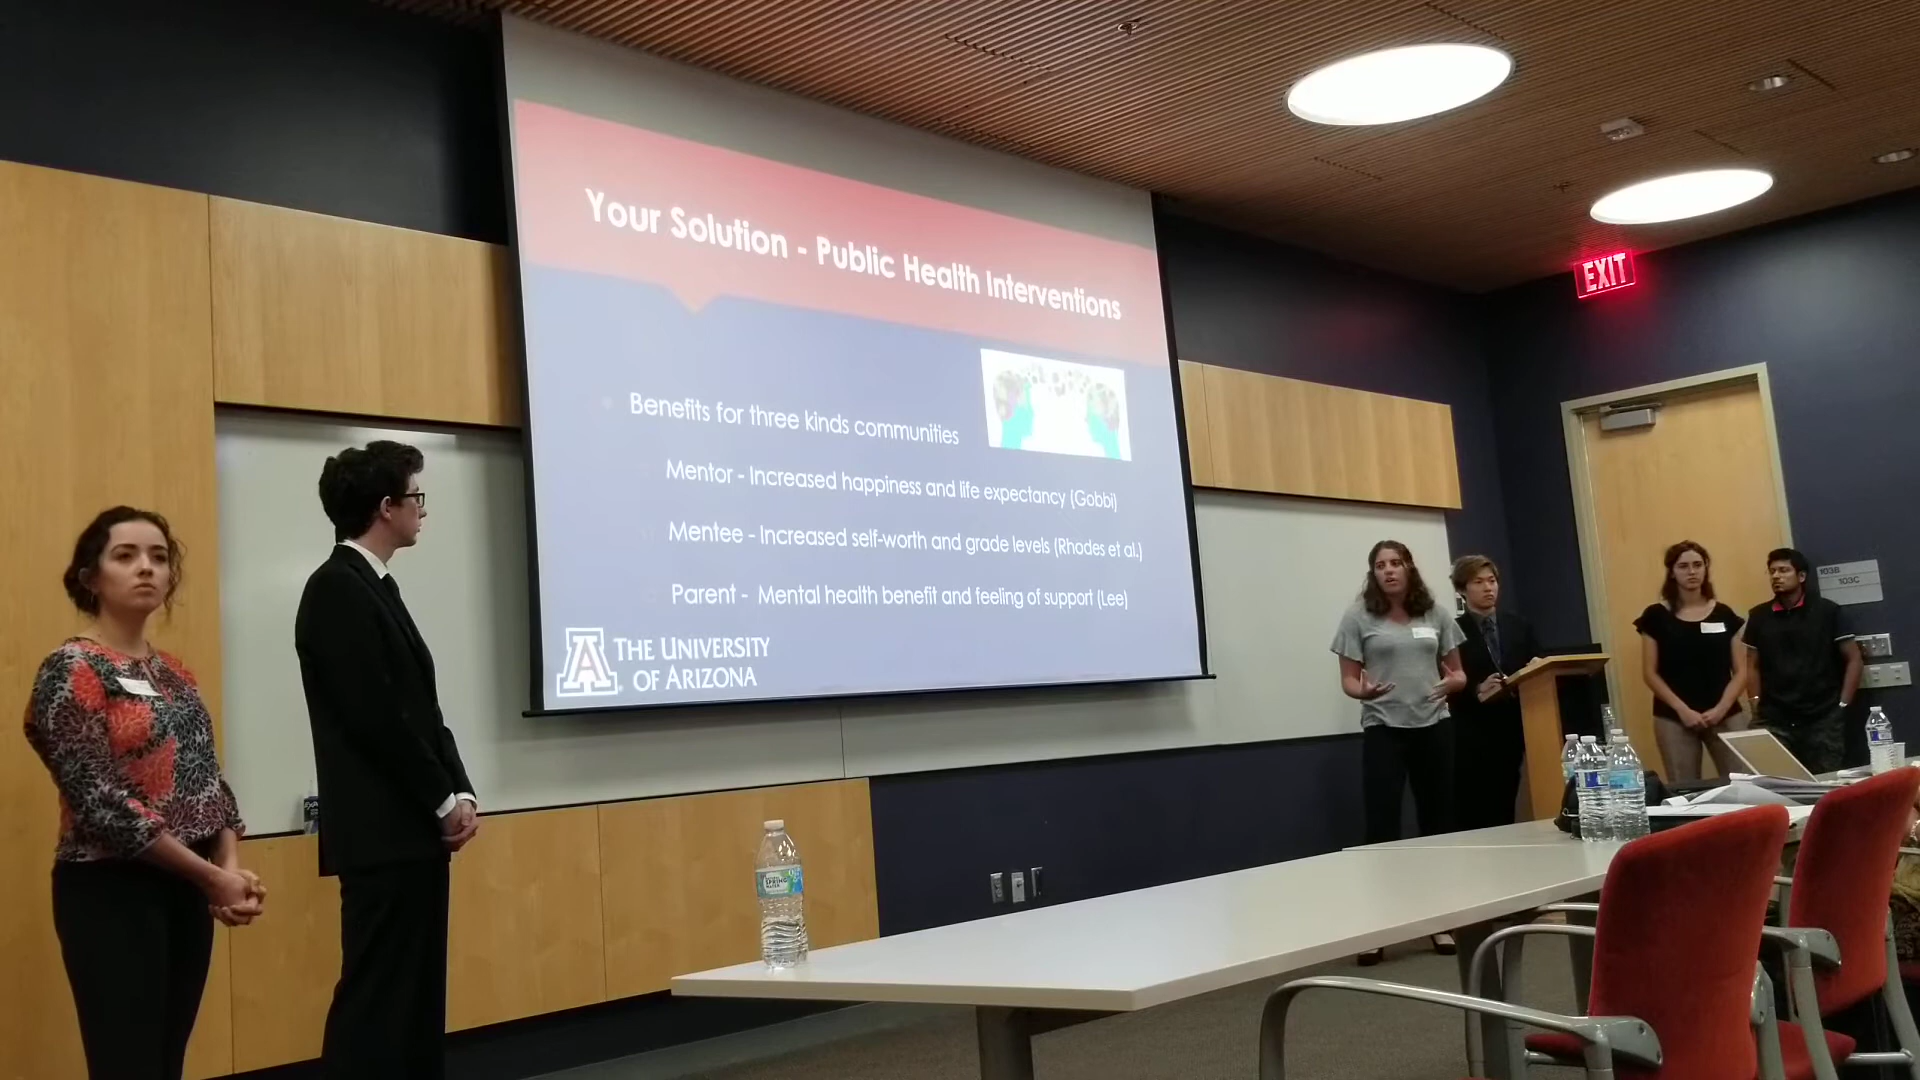 Your Solution - Public Health Interventions
Benefits for three kinds communities
Mentor - Increased happiness and life expectancy (Gobbi)
Mentee - Increased self-worth and grade levels (Rhodes et al.)
Parent - Mental health benefit and feeling of support (Lee)
A
THE UNIVERSITY
OF ARIZONA
EXIT
103B
103C
SPRING
WATER